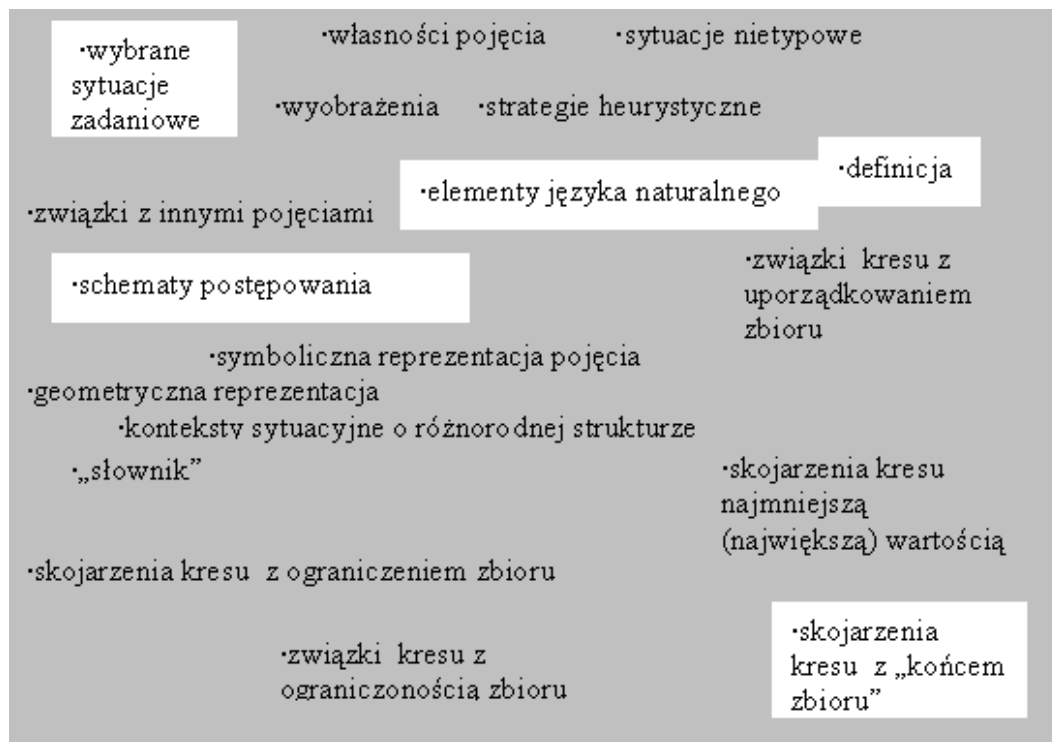 ·własności pojęcia ·sytuacje nietypowe
·wybrane
sytuacje
zadaniowe
·wyobrażenia ·strategie heurystyczne
·definicja
·elementy języka naturalnego
·związki z innymi pojęciami
·schematy postępowania
·związki kresu z
uporządkowaniem
zbioru
·symboliczna reprezentacja pojęcia
·geometryczna reprezentacja
·konteksty sytuacyjne o różnorodnej strukturze
·„słownik”
·skojarzenia kresu
najmniejszą
(największą) wartością
·skojarzenia kresu z ograniczeniem zbioru
·związki kresu z
ograniczonością zbioru
·skojarzenia
kresu z „końcem
zbioru”